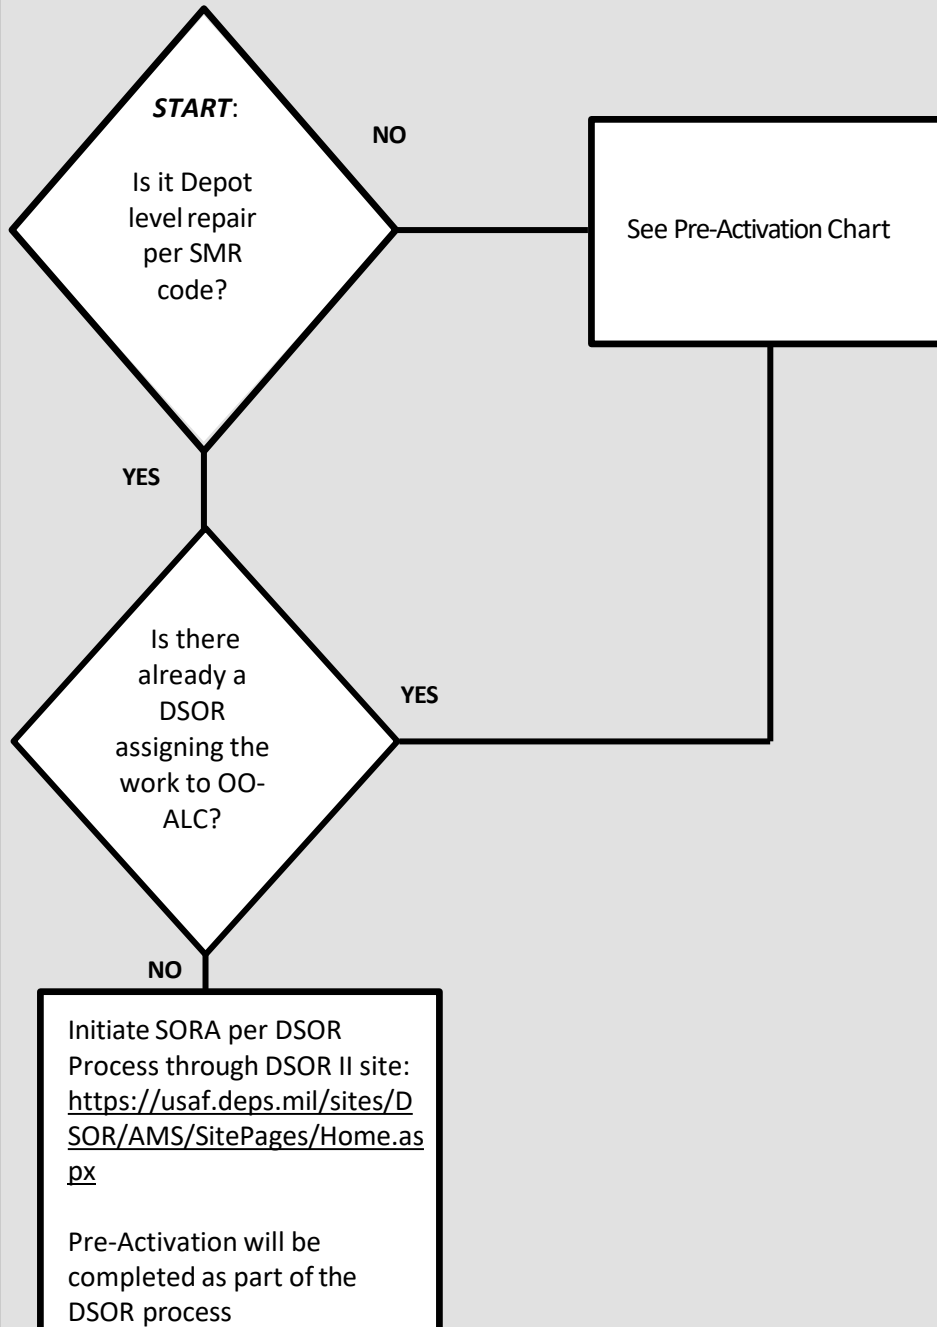 START:
Is it Depot
level repair
per SMR
code?
NO
See Pre-Activation Chart
YES
Is there
already a
DSOR
assigning the
work to OO-
ALC?
YES
NO
Initiate SORA per DSOR
Process through DSOR II site:
https://usaf.deps.mil/sites/D
SOR/AMS/SitePages/Home.as
px
Pre-Activation will be
completed as part of the
DSOR process